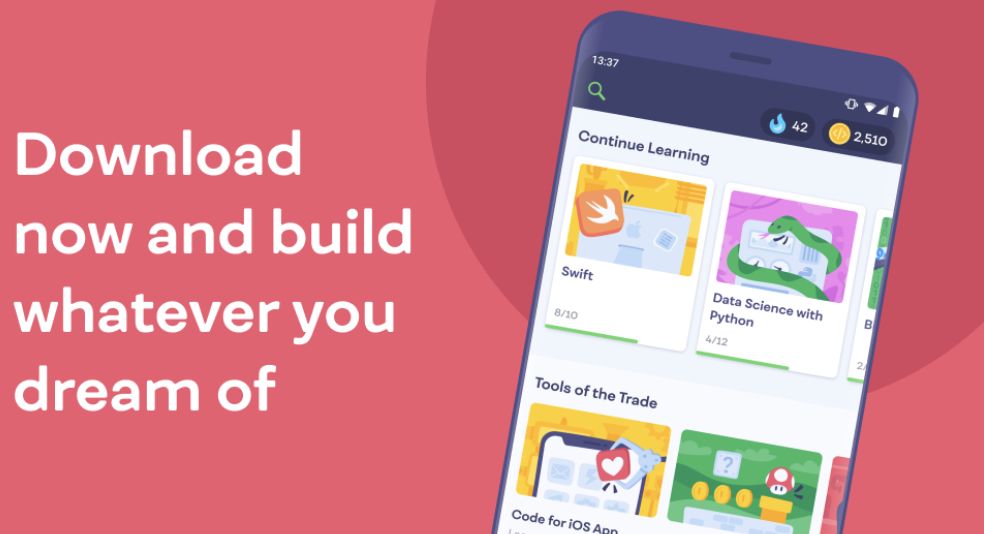 Download
now and build
whatever you
dream of
13:37
42
2,510
Continue Learning
Swift
8/10
Data Science with
Python
4/12
B
2/
Tools of the Trade
?
Code for iOS App